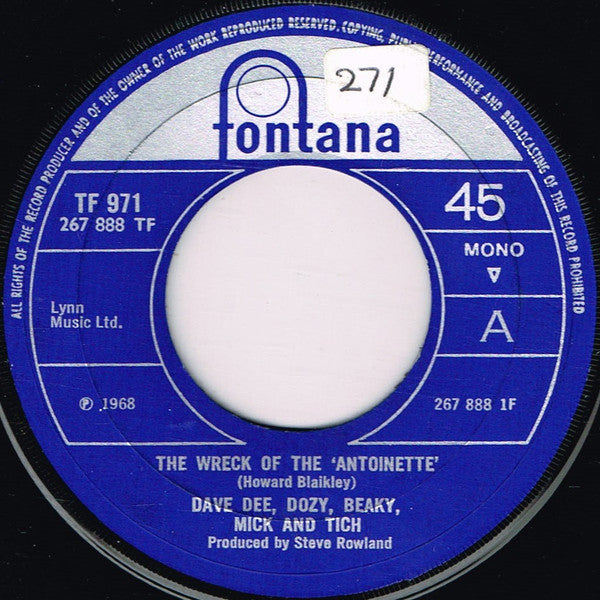 ALL RIGHTS OF THE RECORD PRODUCER AND OF THE OWNER OF THE WORK REPRODUCED RESERVED. COPYING, PUBLIC PERFORMANCE AND BROADCASTING OF THIS RECORD PROHIBITED
271
fontana
TF 971
267 888 TF
45
MONO
Lynn
Music Ltd.
A
℗ 1968
267 888 1F
THE WRECK OF THE 'ANTOINETTE'
(Howard Blaikley)
DAVE DEE, DOZY, BEAKY,
MICK AND TICH
Produced by Steve Rowland